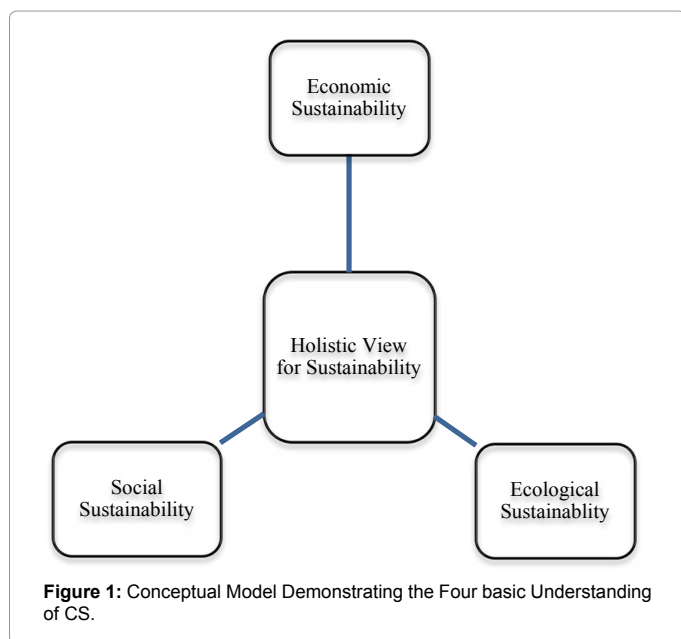 Economic
Sustainability
Holistic View
for Sustainability
Social
Sustainability
Ecological
Sustainablity
Figure 1: Conceptual Model Demonstrating the Four basic Understanding
of CS.